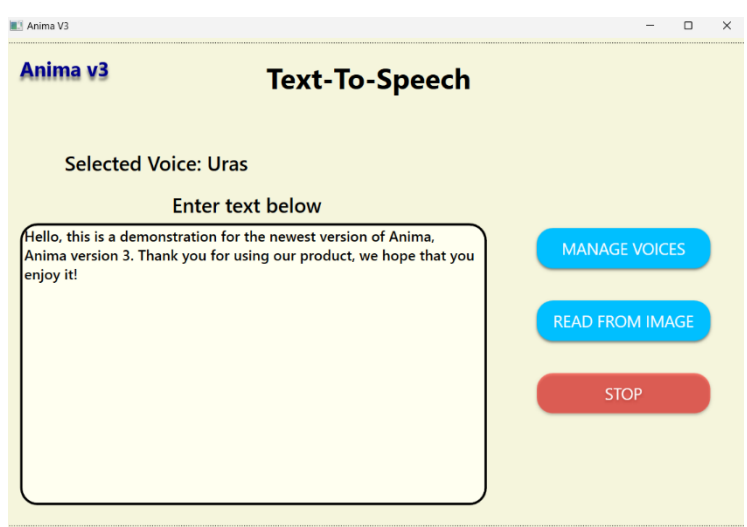 Anima V3
Anima v3
Text-To-Speech
Selected Voice: Uras
Enter text below
Hello, this is a demonstration for the newest version of Anima,
Anima version 3. Thank you for using our product, we hope that you
enjoy it!
MANAGE VOICES
READ FROM IMAGE
STOP